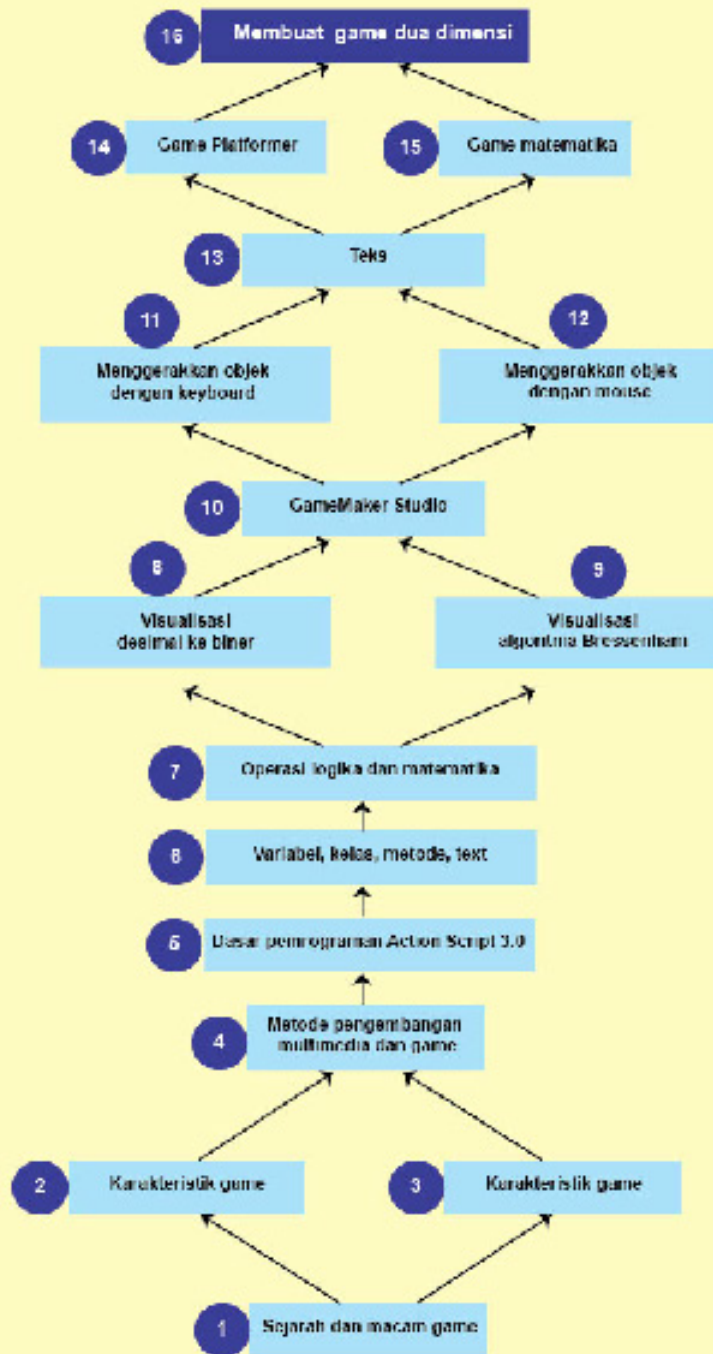 16 Membuat game dua dimensi
14 Game Platformer
15 Game matematika
13 Teks
11
12
Menggerakkan objek
dengan keyboard
Menggerakkan objek
dengan mouse
10 GameMaker Studio
8
9
Visualisasi
desimal ke biner
Visualisasi
algoritma Bressenham
7 Operasi logika dan matematika
6 Variabel, kelas, metode, text
5 Dasar pemrograman Action Script 3.0
4 Metode pengembangan
multimedia dan game
2 Karakteristik game
3 Karakteristik game
1 Sejarah dan macam game